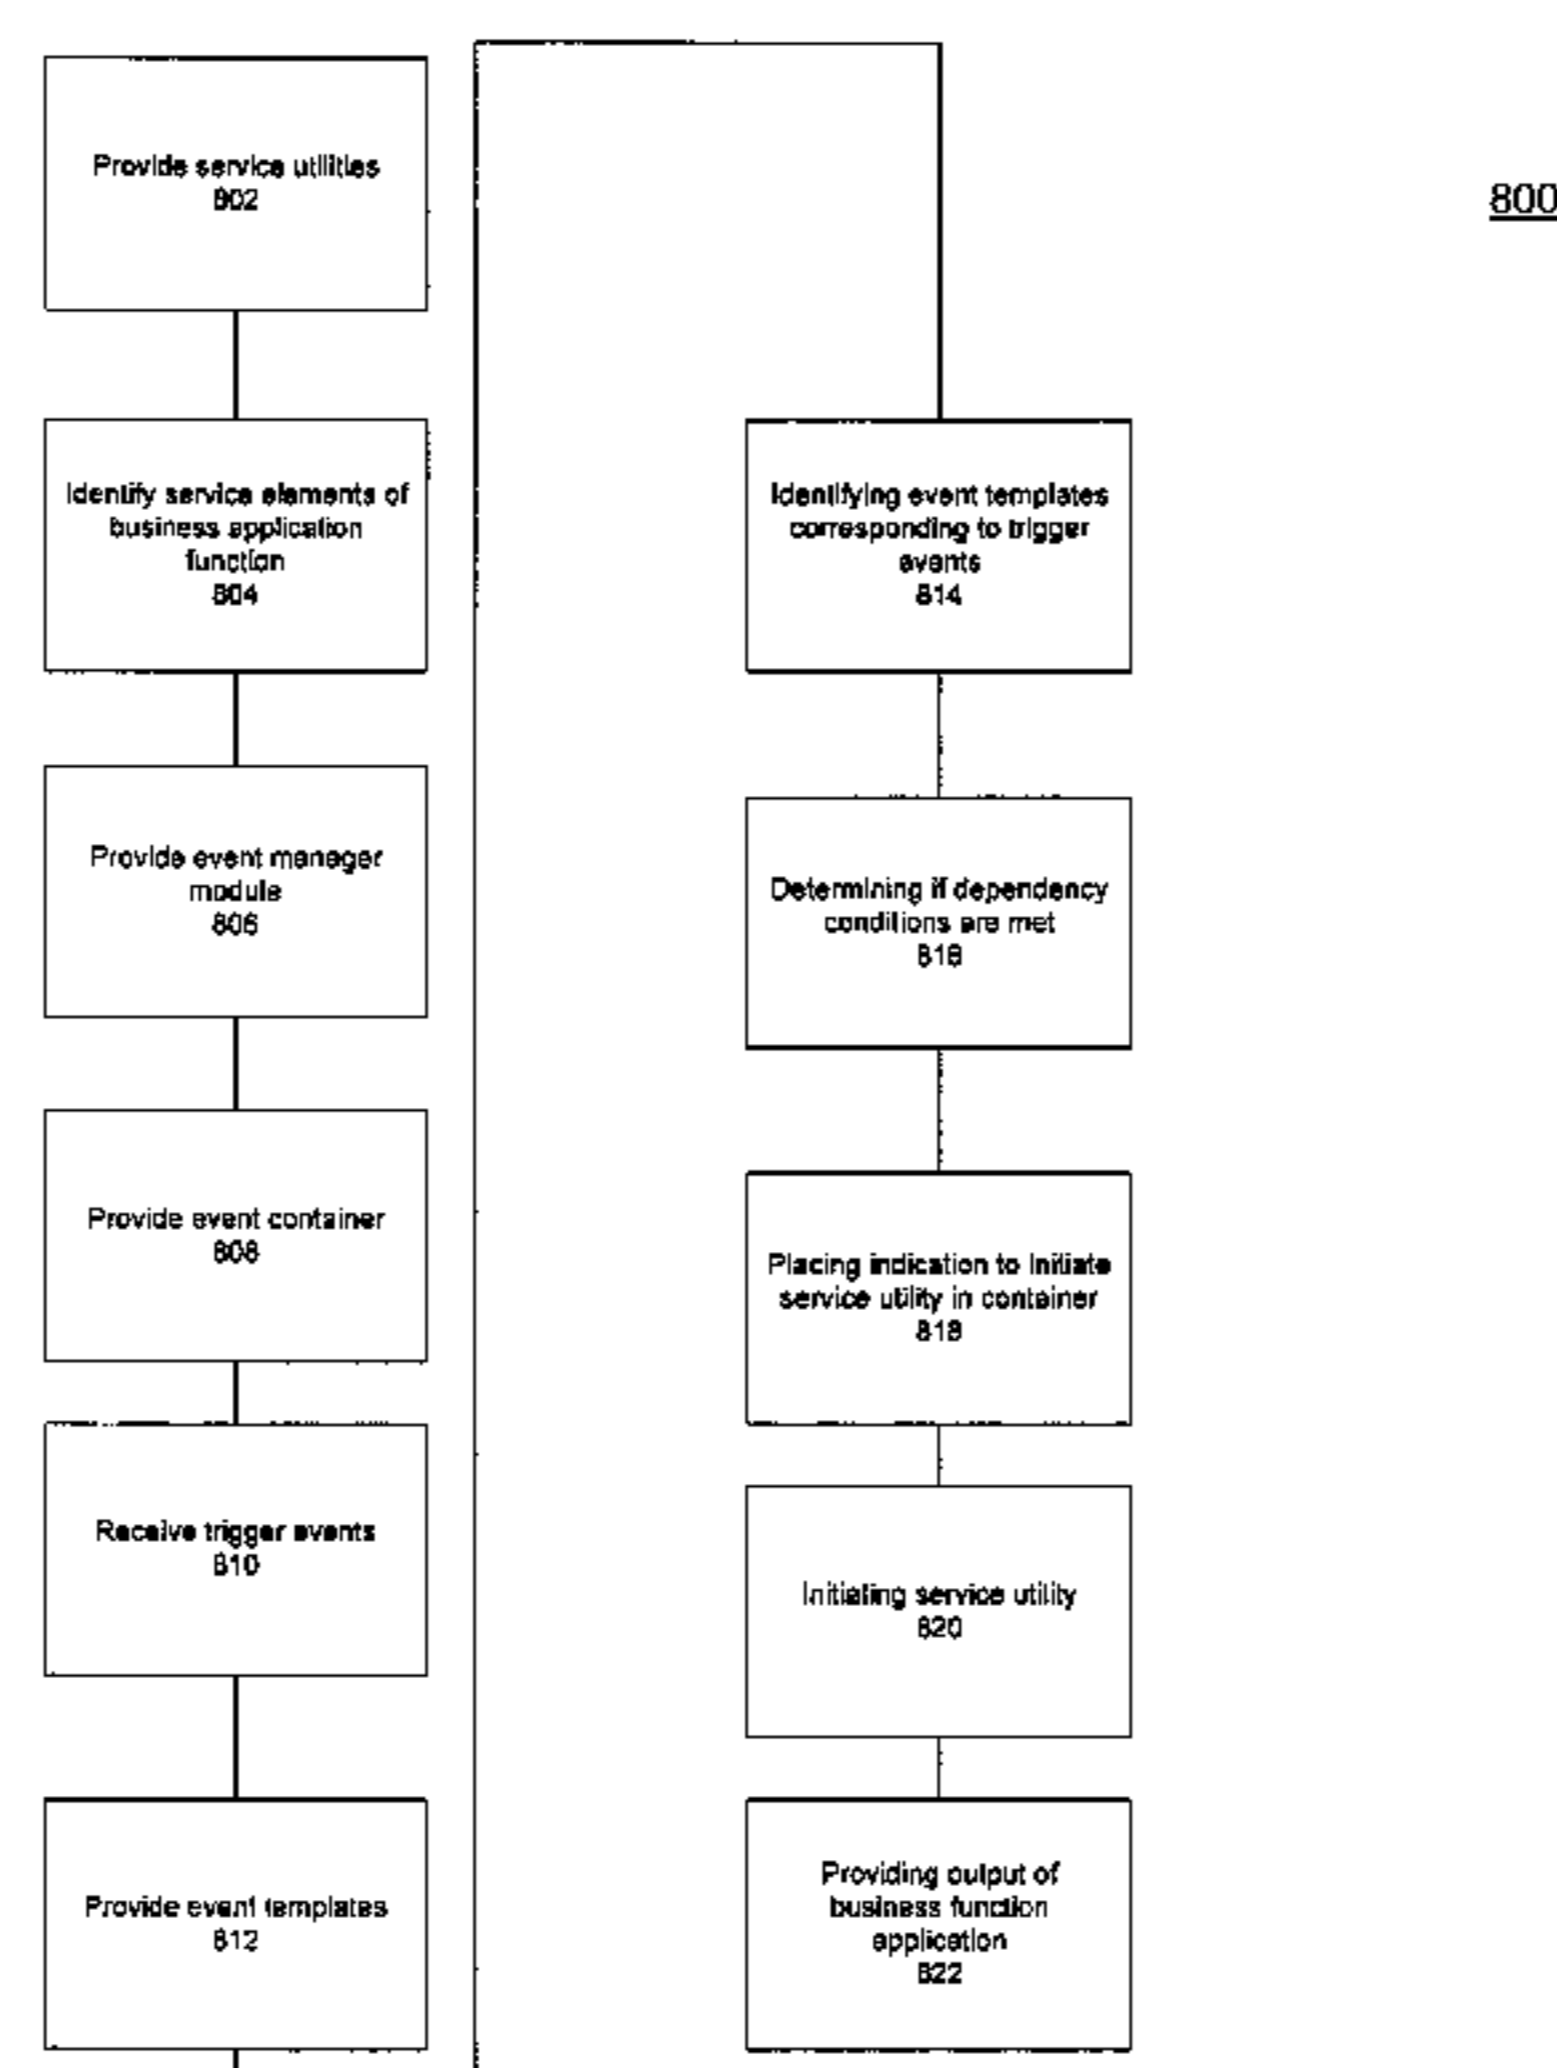 Provide service utilities
802
Identify service elements of
business application
function
804
Provide event manager
module
806
Provide event container
808
Receive trigger events
810
Provide event templates
812
800
Identifying event templates
corresponding to trigger
events
814
Determining if dependency
conditions are met
816
Placing indication to Initiate
service utility in container
818
Initiating service utility
820
Providing output of
business function
application
822